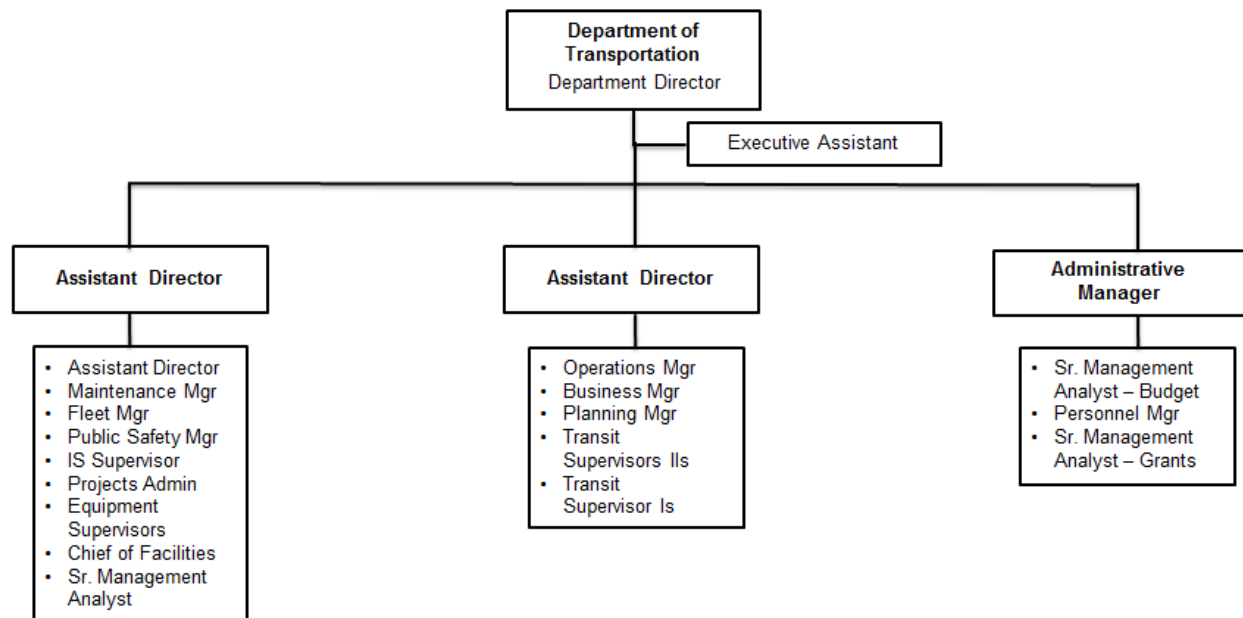 Department of
Transportation
Department Director
Executive Assistant
Assistant Director
Assistant Director
Administrative
Manager
• Assistant Director
• Maintenance Mgr
• Fleet Mgr
• Public Safety Mgr
• IS Supervisor
• Projects Admin
• Equipment
Supervisors
• Chief of Facilities
• Sr. Management
Analyst
• Operations Mgr
• Business Mgr
• Planning Mgr
• Transit
Supervisors IIs
• Transit
Supervisor Is
• Sr. Management
Analyst – Budget
• Personnel Mgr
• Sr. Management
Analyst – Grants